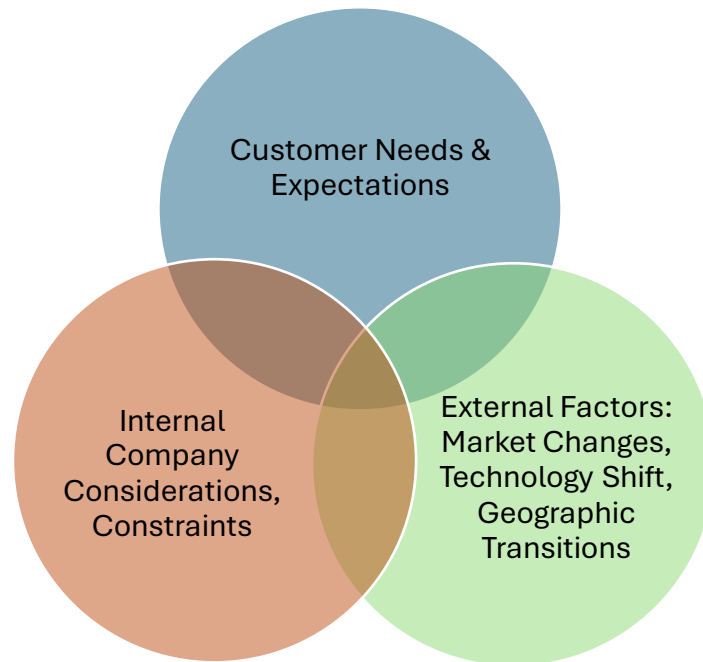 Customer Needs &
Expectations
Internal
Company
Considerations,
Constraints
External Factors:
Market Changes,
Technology Shift,
Geographic
Transitions